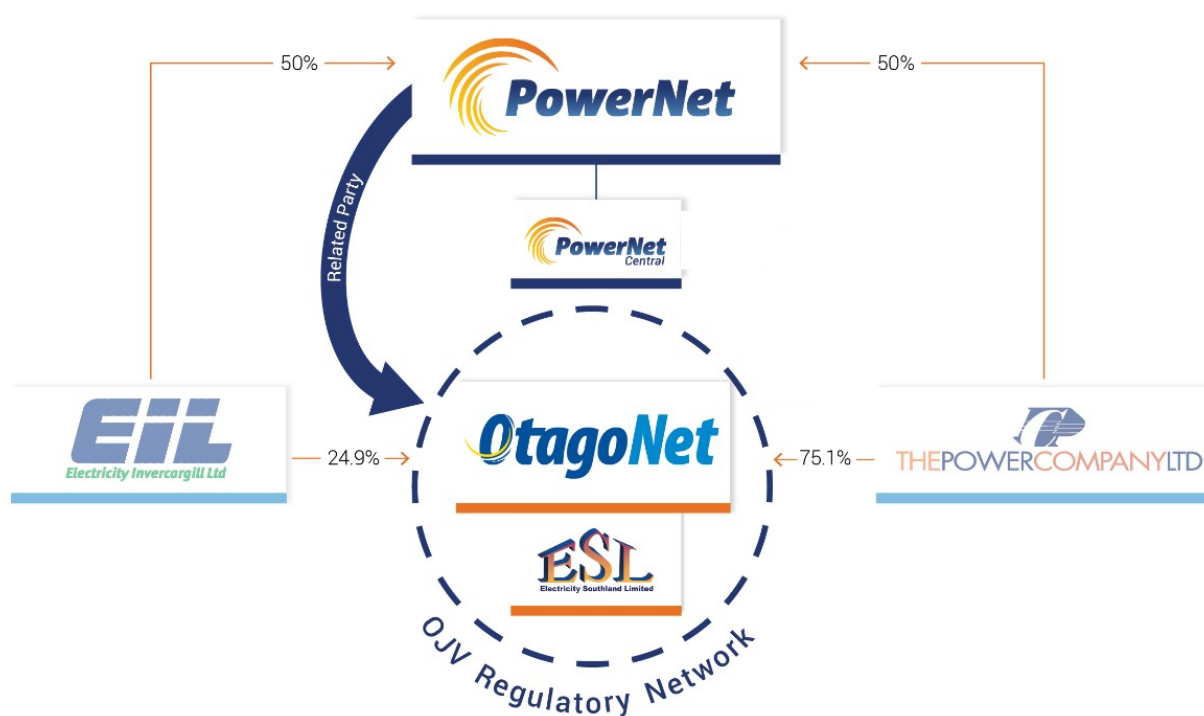 50%
PowerNet
50%
Related Party
PowerNet
Central
EIL
Electricity Invercargill Ltd
24.9%
OtagoNet
75.1%
THEPOWERCOMPANYLTD
ESL
Electricity Southland Limited
OJV Regulatory Network